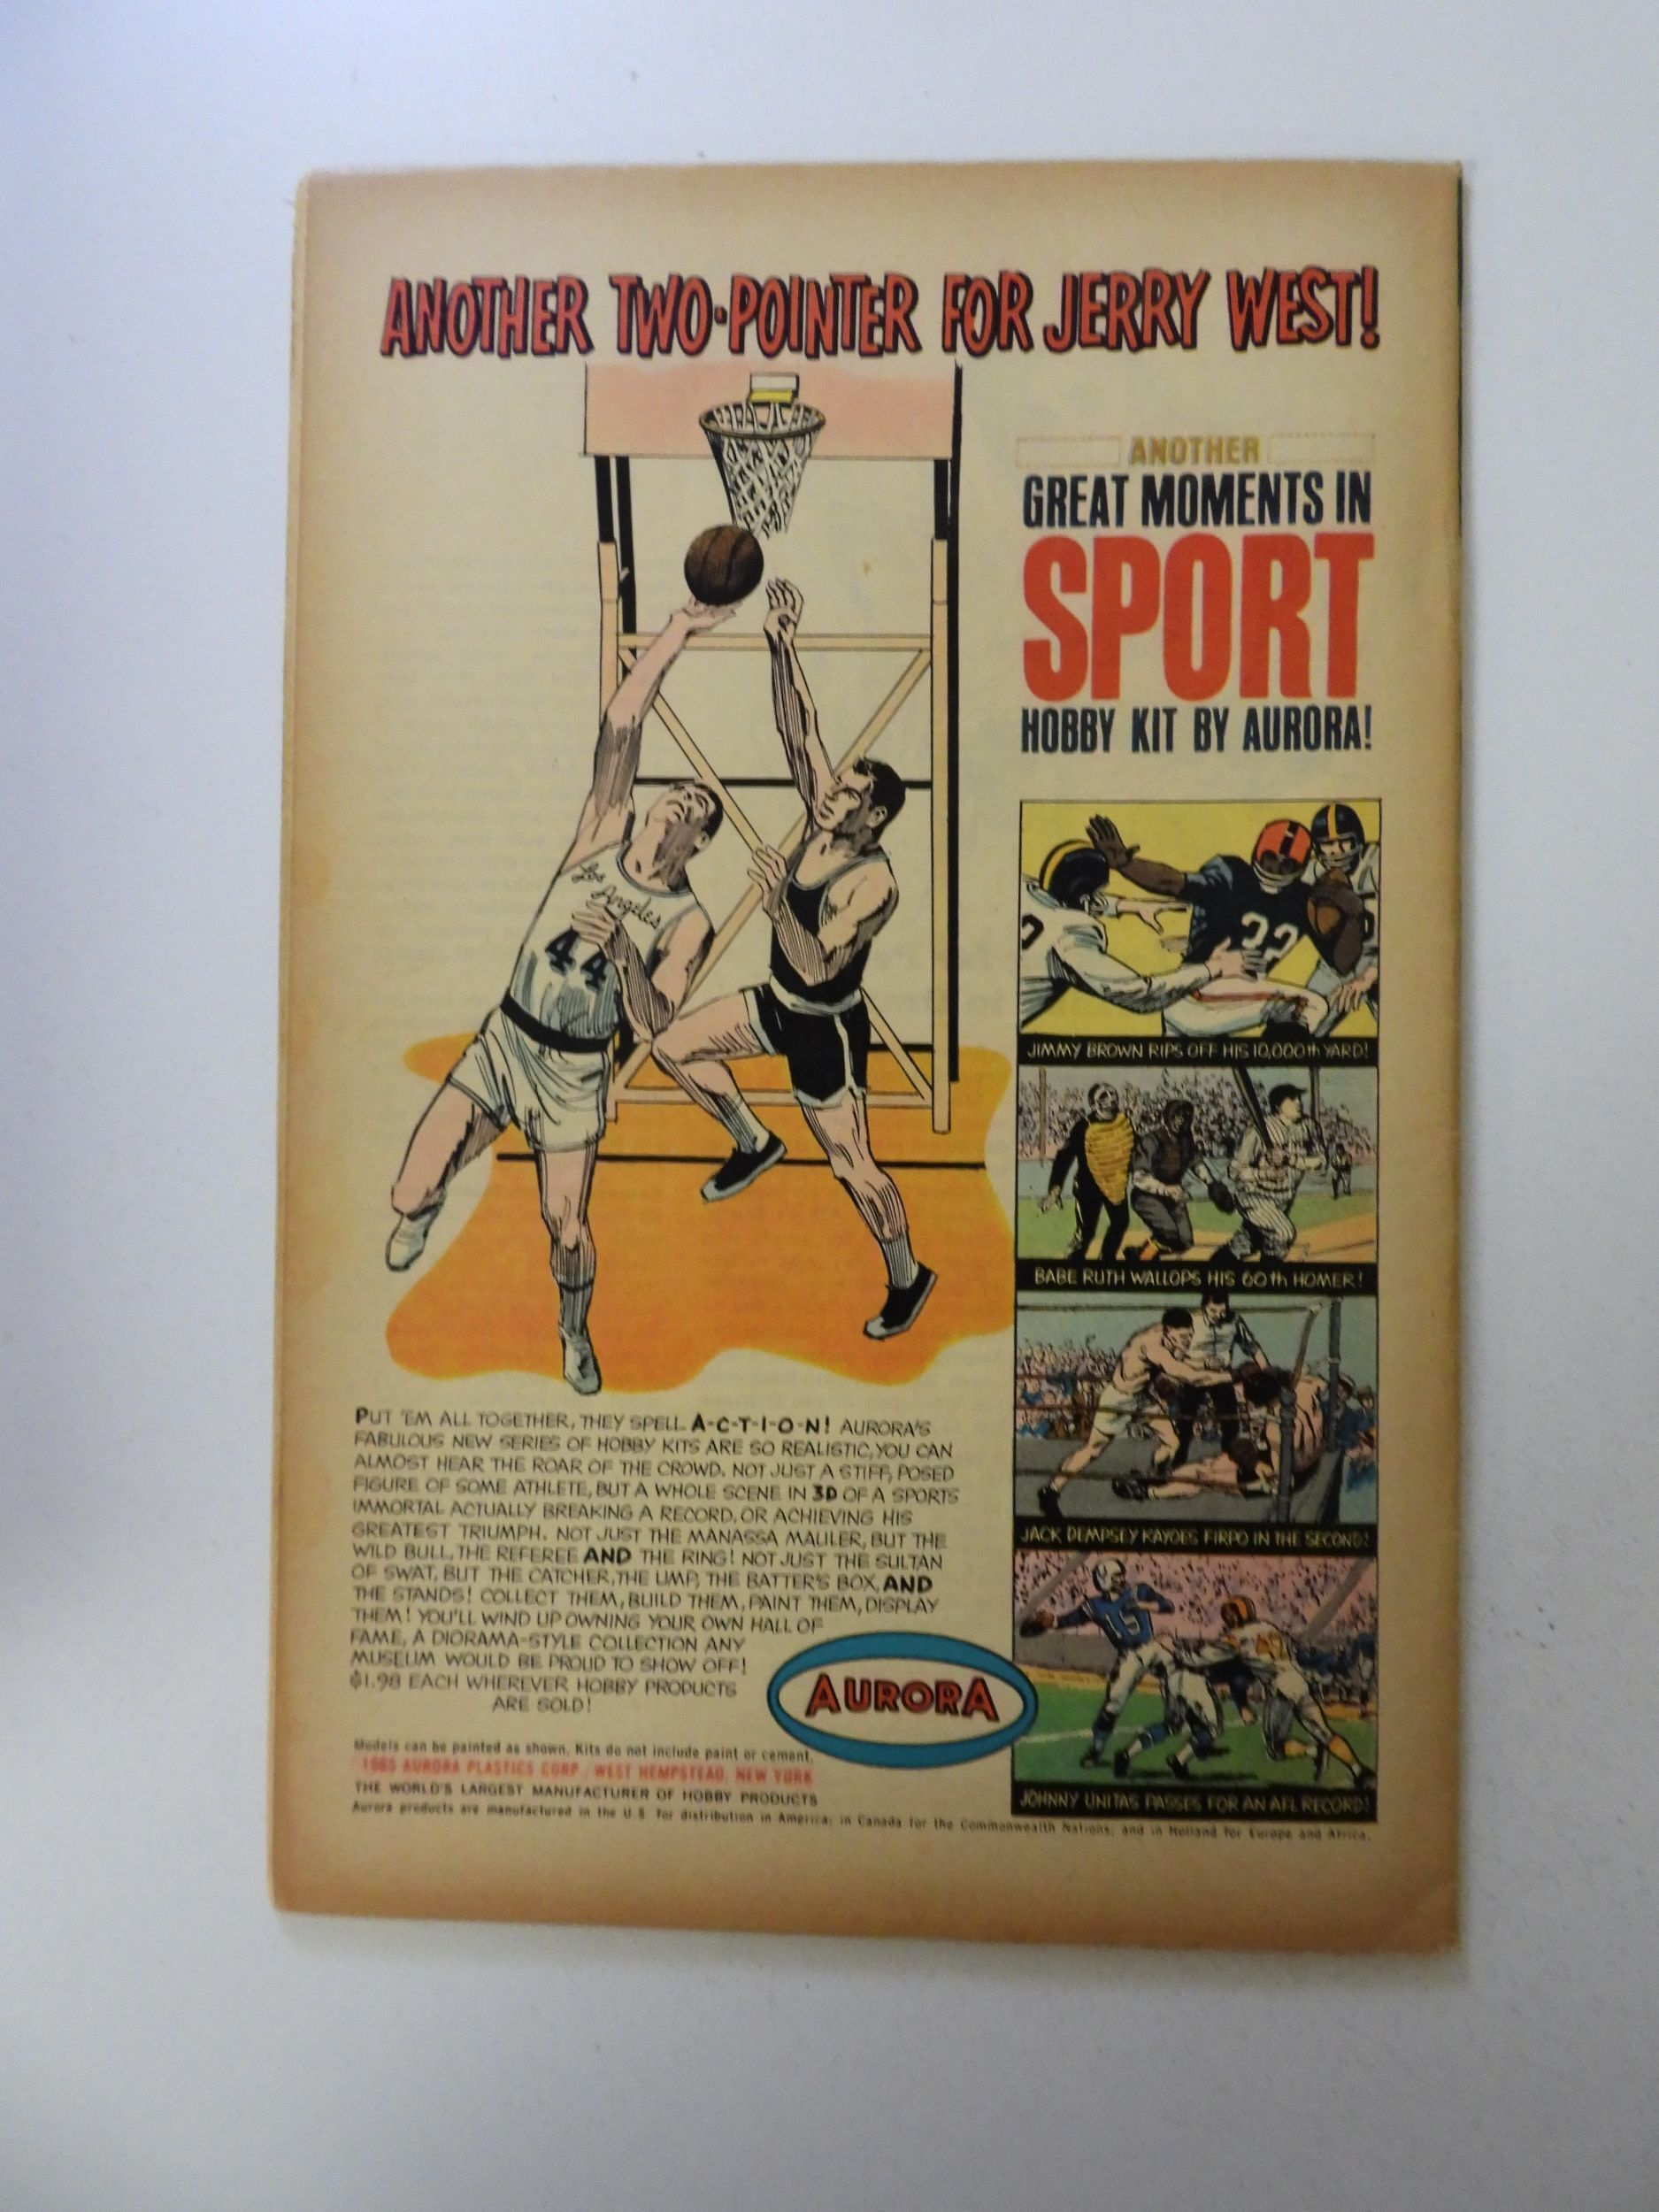 ANOTHER TWO-POINTER FOR JERRY WEST!
ANOTHER
GREAT MOMENTS IN
SPORT
HOBBY KIT BY AURORA!
Los
Angeles
44
32
JIMMY BROWN RIPS OFF HIS 10,000th YARD!
BABE RUTH WALLOPS HIS 60th HOMER!
JACK DEMPSEY KAYOES FIRPO IN THE SECOND!
15
JOHNNY UNITAS PASSES FOR AN AFL RECORD!
PUT 'EM ALL TOGETHER, THEY SPELL A-C-T-I-O-N! AURORA'S
FABULOUS NEW SERIES OF HOBBY KITS ARE SO REALISTIC, YOU CAN
ALMOST HEAR THE ROAR OF THE CROWD. NOT JUST A STIFF, POSED
FIGURE OF SOME ATHLETE, BUT A WHOLE SCENE IN 3D OF A SPORTS
IMMORTAL ACTUALLY BREAKING A RECORD, OR ACHIEVING HIS
GREATEST TRIUMPH. NOT JUST THE MANASSA MAULER, BUT THE
WILD BULL, THE REFEREE AND THE RING! NOT JUST THE SULTAN
OF SWAT, BUT THE CATCHER, THE UMP, THE BATTER'S BOX, AND
THE STANDS! COLLECT THEM, BUILD THEM, PAINT THEM, DISPLAY
THEM! YOU'LL WIND UP OWNING YOUR OWN HALL OF
FAME, A DIORAMA-STYLE COLLECTION ANY
MUSEUM WOULD BE PROUD TO SHOW OFF!
$1.98 EACH WHEREVER HOBBY PRODUCTS
ARE SOLD!
AURORA
Models can be painted as shown. Kits do not include paint or cement.
1965 AURORA PLASTICS CORP / WEST HEMPSTEAD, NEW YORK
THE WORLD'S LARGEST MANUFACTURER OF HOBBY PRODUCTS
Aurora products are manufactured in the U.S. for distribution in America; in Canada for the Commonwealth Nations; and in Holland for Europe and Africa.